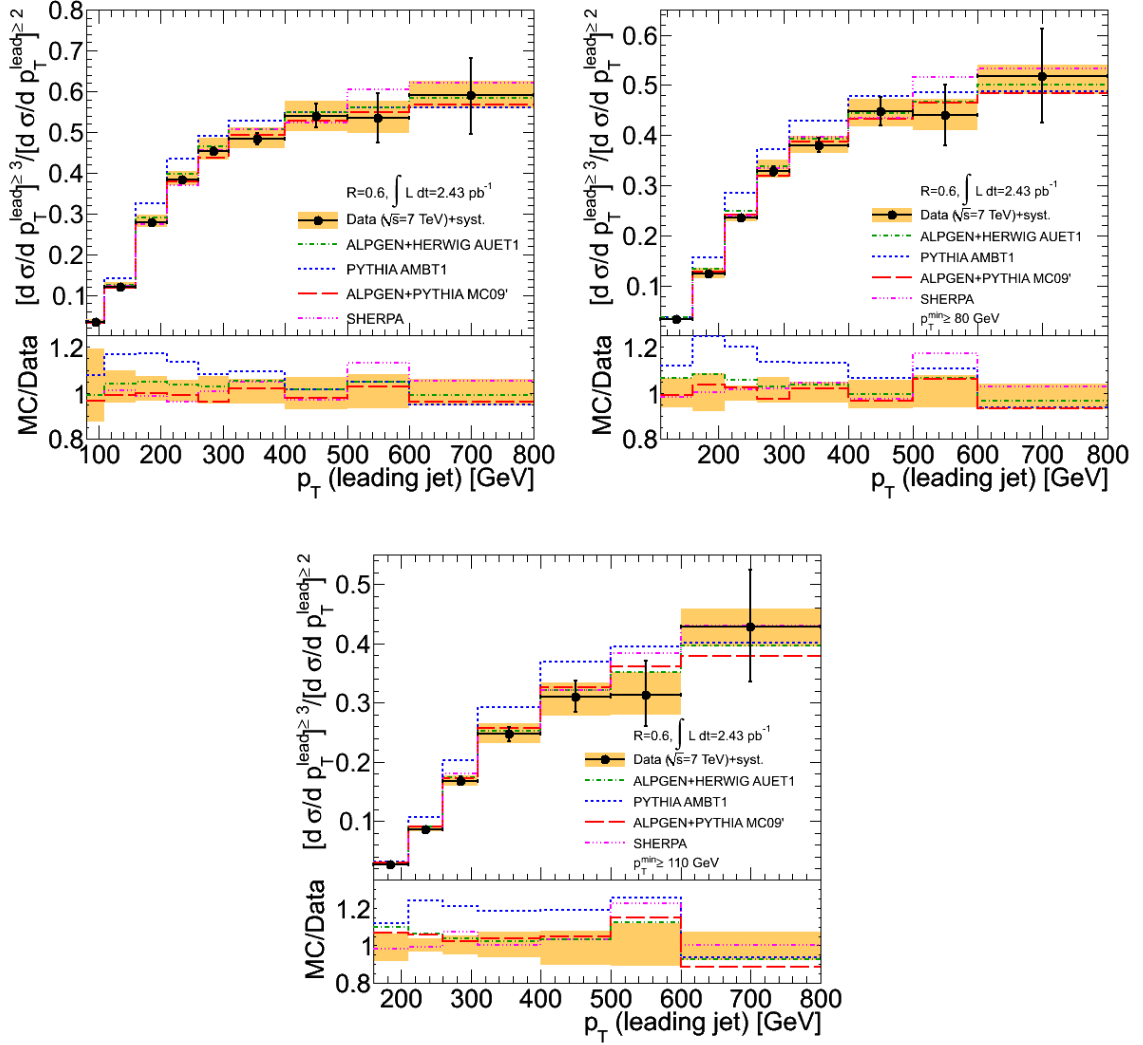 [d σ/d p_T^lead]^≥3/[d σ/d p_T^lead]^≥2
0.8
0.7
0.6
0.5
0.4
0.3
0.2
0.1
R=0.6, ∫ L dt=2.43 pb⁻¹
Data (√s=7 TeV)+syst.
ALPGEN+HERWIG AUET1
PYTHIA AMBT1
ALPGEN+PYTHIA MC09'
SHERPA
MC/Data
1.2
1
0.8
100 200 300 400 500 600 700 800
p_T (leading jet) [GeV]
[d σ/d p_T^lead]^≥3/[d σ/d p_T^lead]^≥2
0.6
0.5
0.4
0.3
0.2
0.1
R=0.6, ∫ L dt=2.43 pb⁻¹
Data (√s=7 TeV)+syst.
ALPGEN+HERWIG AUET1
PYTHIA AMBT1
ALPGEN+PYTHIA MC09'
SHERPA
p_T^min ≥ 80 GeV
MC/Data
1.2
1
0.8
200 300 400 500 600 700 800
p_T (leading jet) [GeV]
[d σ/d p_T^lead]^≥3/[d σ/d p_T^lead]^≥2
0.5
0.4
0.3
0.2
0.1
R=0.6, ∫ L dt=2.43 pb⁻¹
Data (√s=7 TeV)+syst.
ALPGEN+HERWIG AUET1
PYTHIA AMBT1
ALPGEN+PYTHIA MC09'
SHERPA
p_T^min ≥ 110 GeV
MC/Data
1.2
1
0.8
200 300 400 500 600 700 800
p_T (leading jet) [GeV]